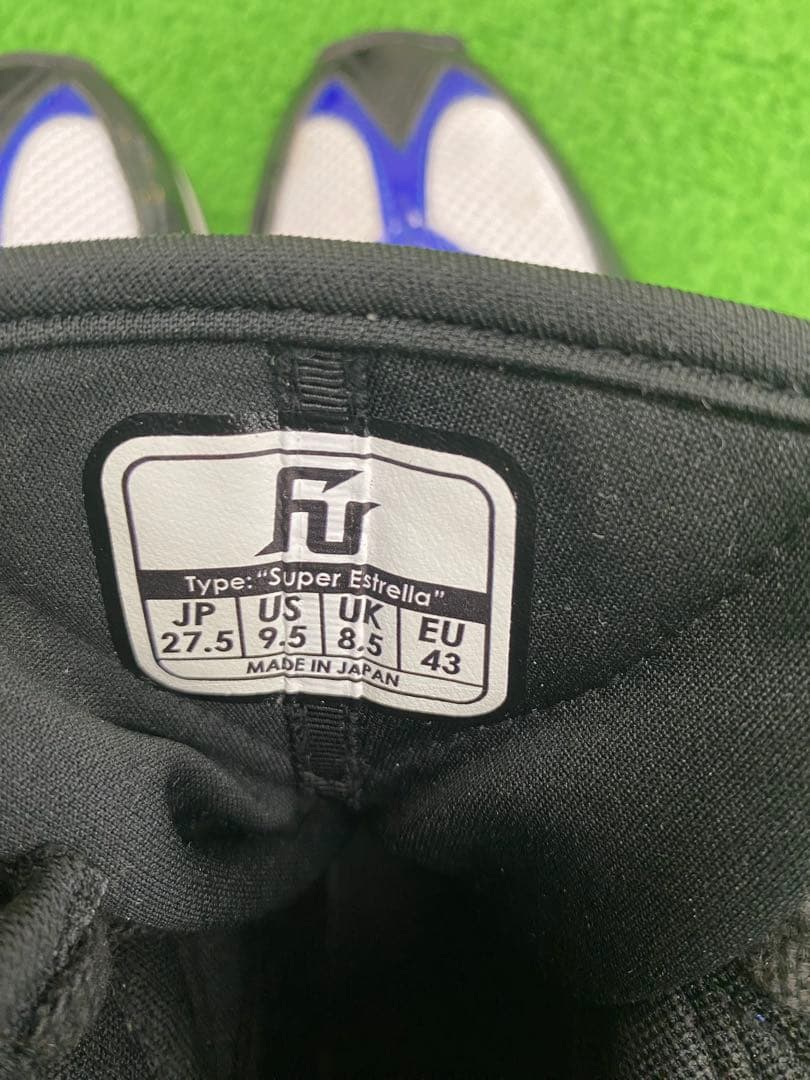 FU
Type: "Super Estrella"
JP US UK EU
27.5 9.5 8.5 43
MADE IN JAPAN